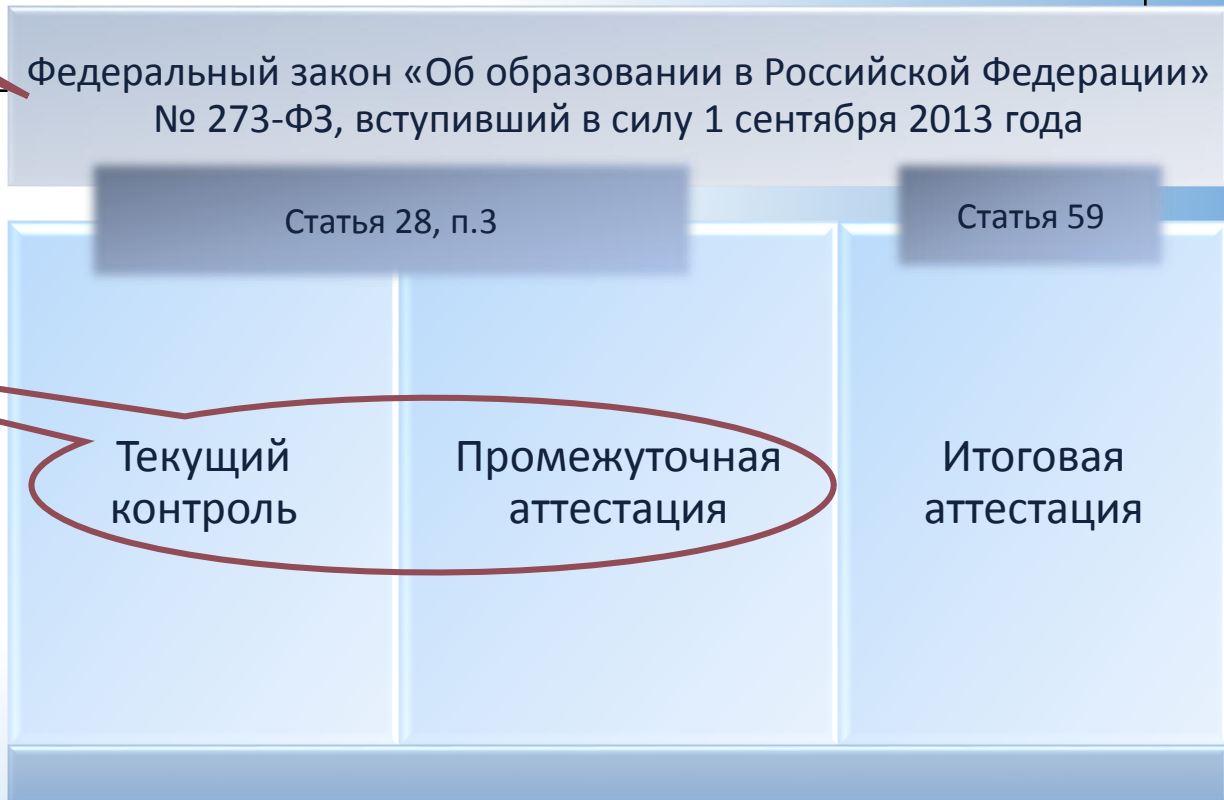 Федеральный закон «Об образовании в Российской Федерации»
№ 273-ФЗ, вступивший в силу 1 сентября 2013 года
Статья 28, п.3
Статья 59
Текущий
контроль
Промежуточная
аттестация
Итоговая
аттестация